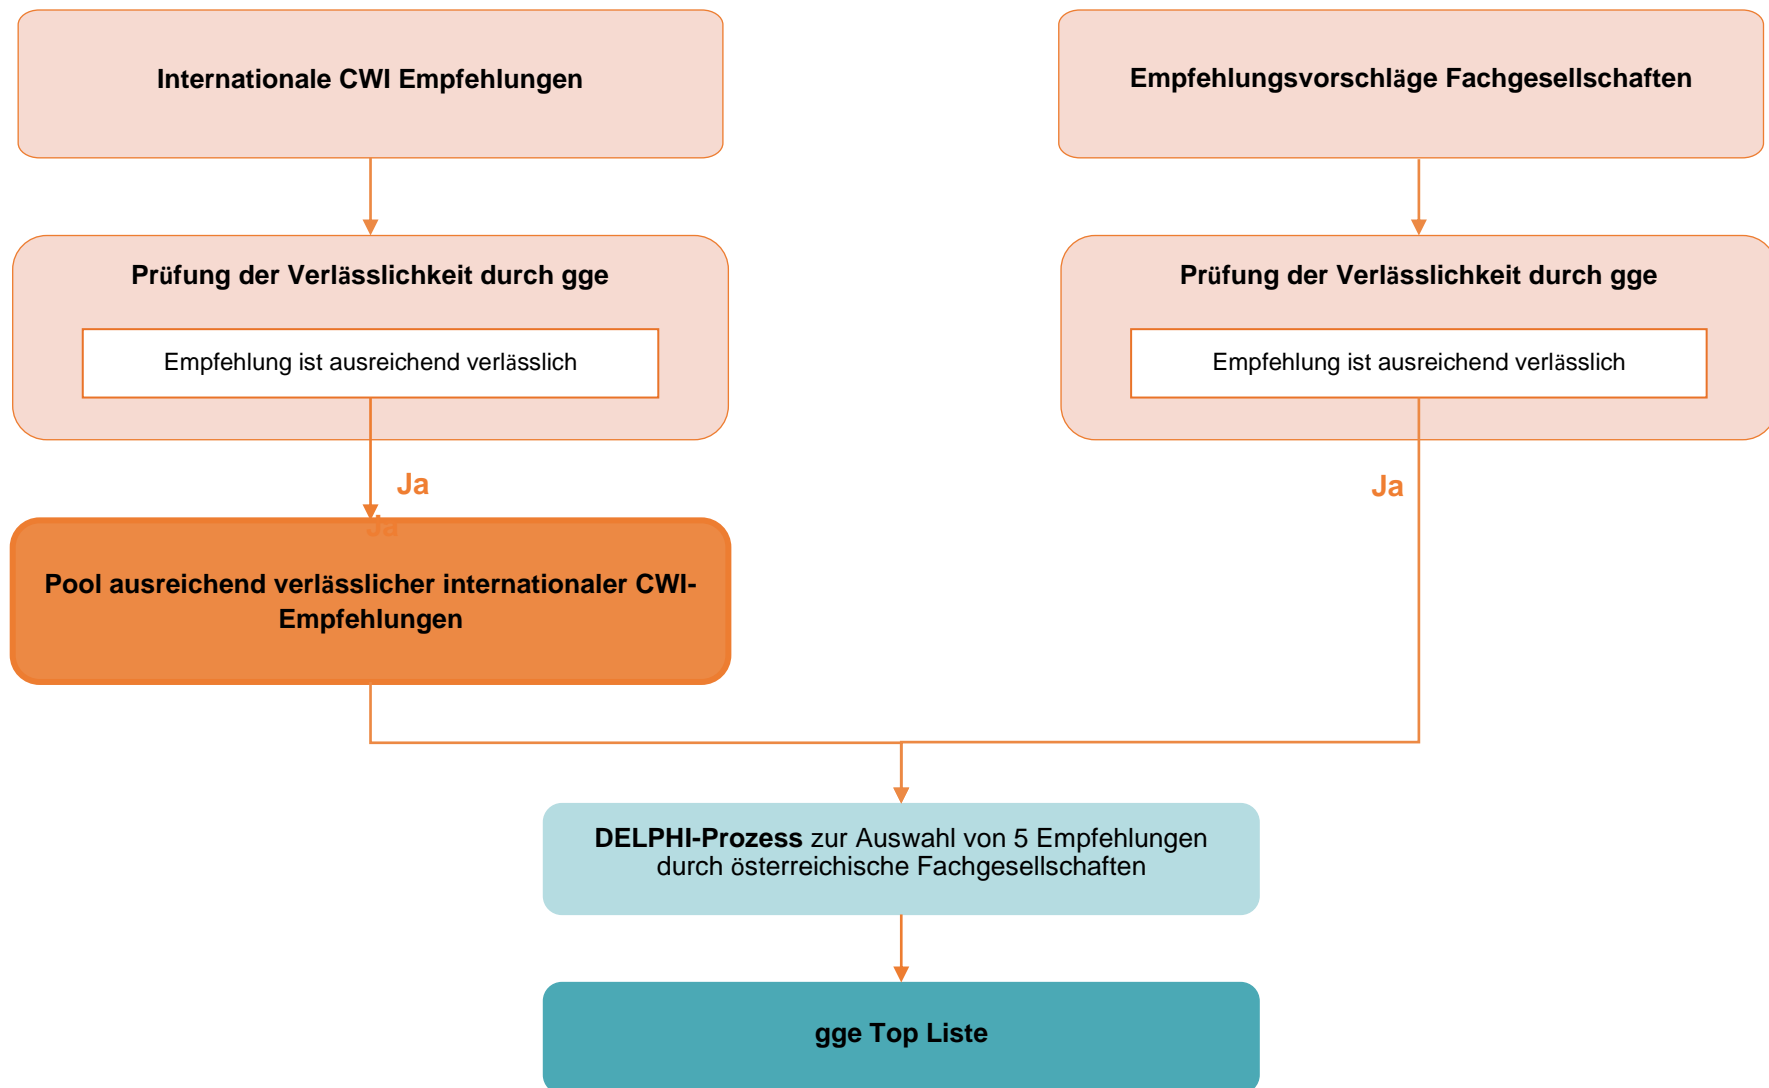 Internationale CWI Empfehlungen
Empfehlungsvorschläge Fachgesellschaften
Prüfung der Verlässlichkeit durch gge
Empfehlung ist ausreichend verlässlich
Prüfung der Verlässlichkeit durch gge
Empfehlung ist ausreichend verlässlich
Ja
Ja
Ja
Pool ausreichend verlässlicher internationaler CWI-
Empfehlungen
DELPHI-Prozess zur Auswahl von 5 Empfehlungen
durch österreichische Fachgesellschaften
gge Top Liste